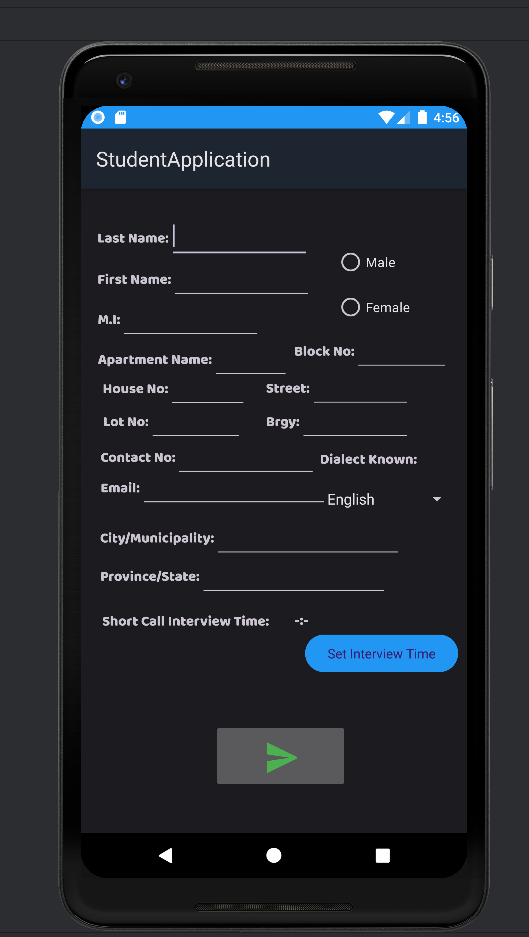 4:56
StudentApplication
Last Name:
Male
First Name:
Female
M.I:
Block No:
Apartment Name:
House No: Street:
Lot No: Brgy:
Contact No: Dialect Known:
Email:
English
City/Municipality:
Province/State:
Short Call Interview Time: -:-
Set Interview Time